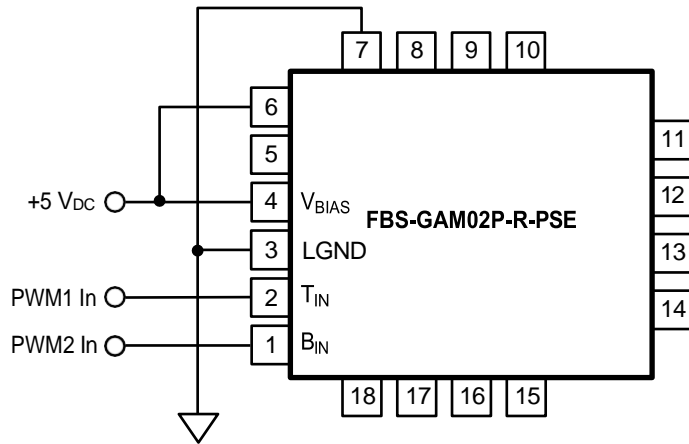 7 8 9 10
6
5
+5 VDC 4 VBIAS
3 LGND
PWM1 In 2 TIN
PWM2 In 1 BIN
FBS-GAM02P-R-PSE
11
12
13
14
18 17 16 15